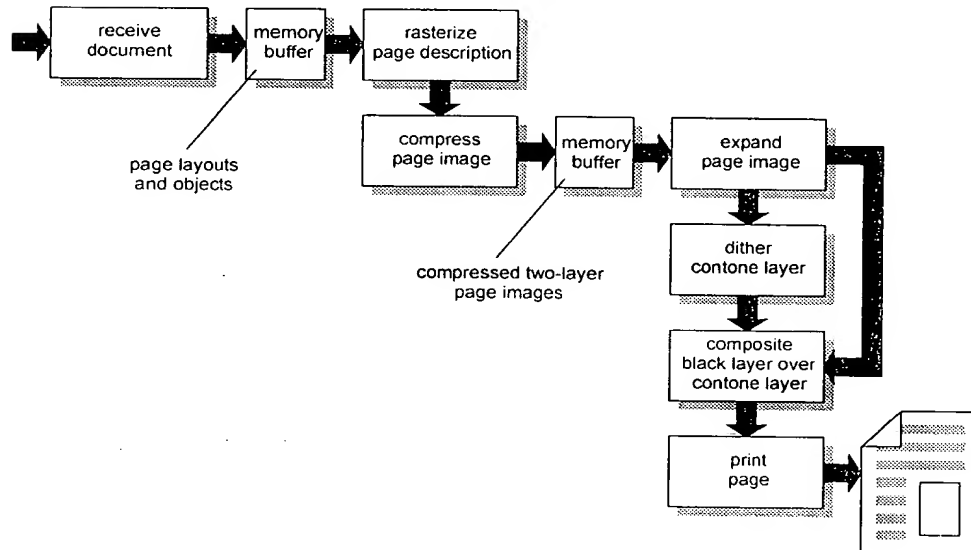 receive
document
memory
buffer
rasterize
page description
compress
page image
memory
buffer
expand
page image
page layouts
and objects
dither
contone layer
compressed two-layer
page images
composite
black layer over
contone layer
print
page